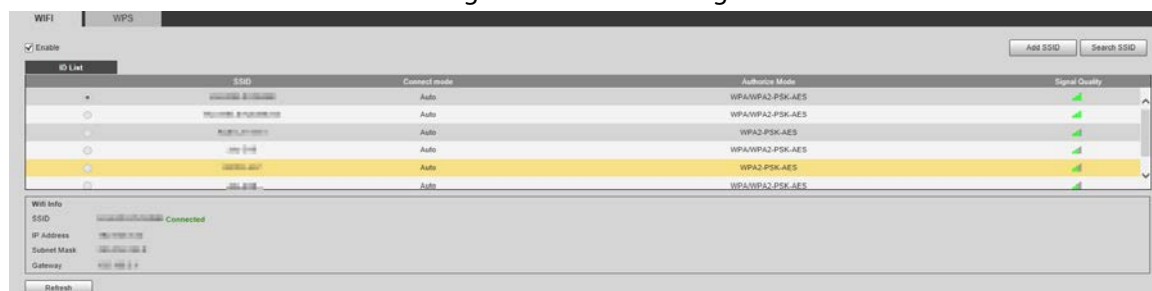 WIFI WPS
Enable Add SSID Search SSID
ID List
SSID Connect mode Authorize Mode Signal Quality
Auto WPA/WPA2-PSK-AES
Auto WPA/WPA2-PSK-AES
Auto WPA2-PSK-AES
Auto WPA/WPA2-PSK-AES
Auto WPA2-PSK-AES
Auto WPA/WPA2-PSK-AES
Wifi Info
SSID Connected
IP Address
Subnet Mask
Gateway
Refresh